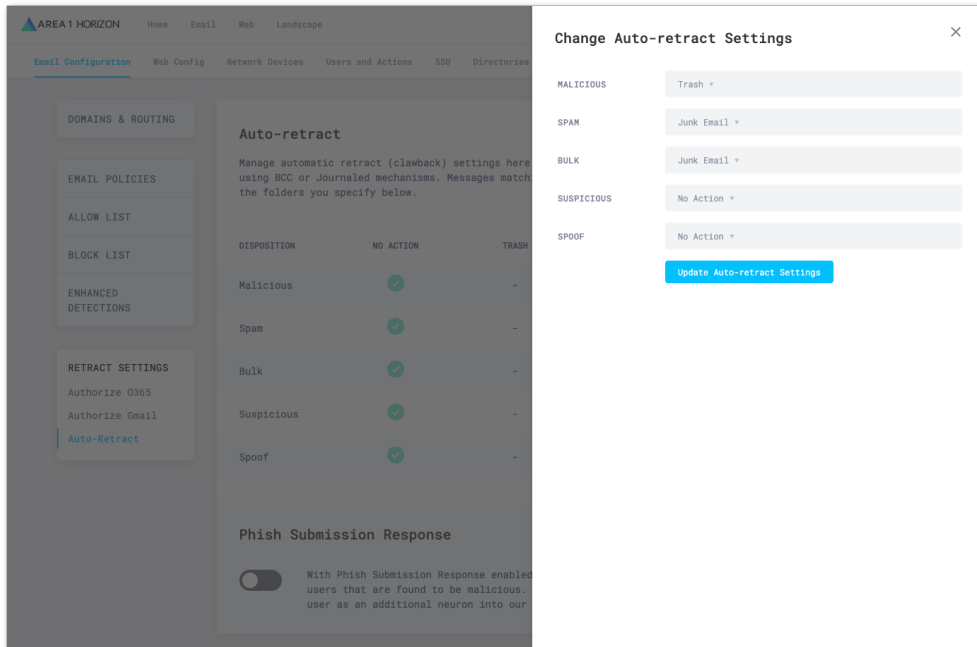 AREA 1 HORIZON
Home Email Web Landscape
Email Configuration Web Config Network Devices Users and Actions SSO Directories
DOMAINS & ROUTING
EMAIL POLICIES
ALLOW LIST
BLOCK LIST
ENHANCED
DETECTIONS
RETRACT SETTINGS
Authorize O365
Authorize Gmail
Auto-Retract
Auto-retract
Manage automatic retract (clawback) settings here
using BCC or Journaled mechanisms. Messages match
the folders you specify below.
DISPOSITION NO ACTION TRASH
Malicious -
Spam -
Bulk -
Suspicious -
Spoof -
Phish Submission Response
With Phish Submission Response enabled
users that are found to be malicious.
user as an additional neuron into our
Change Auto-retract Settings
MALICIOUS Trash
SPAM Junk Email
BULK Junk Email
SUSPICIOUS No Action
SPOOF No Action
Update Auto-retract Settings